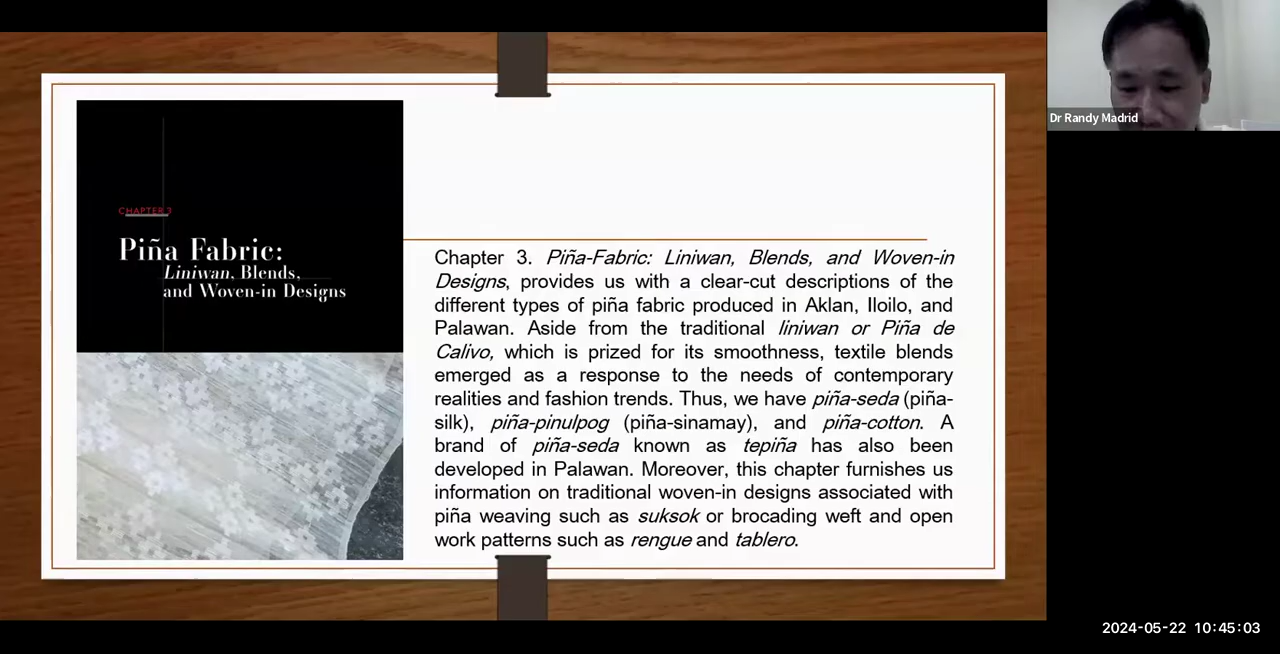 CHAPTER 3
Piña Fabric:
Liniwan, Blends,
and Woven-in Designs
Chapter 3. Piña-Fabric: Liniwan, Blends, and Woven-in
Designs, provides us with a clear-cut descriptions of the
different types of piña fabric produced in Aklan, Iloilo, and
Palawan. Aside from the traditional liniwan or Piña de
Calivo, which is prized for its smoothness, textile blends
emerged as a response to the needs of contemporary
realities and fashion trends. Thus, we have piña-seda (piña-
silk), piña-pinulpog (piña-sinamay), and piña-cotton. A
brand of piña-seda known as tepiña has also been
developed in Palawan. Moreover, this chapter furnishes us
information on traditional woven-in designs associated with
piña weaving such as suksok or brocading weft and open
work patterns such as rengue and tablero.
Dr Randy Madrid
2024-05-22 10:45:03